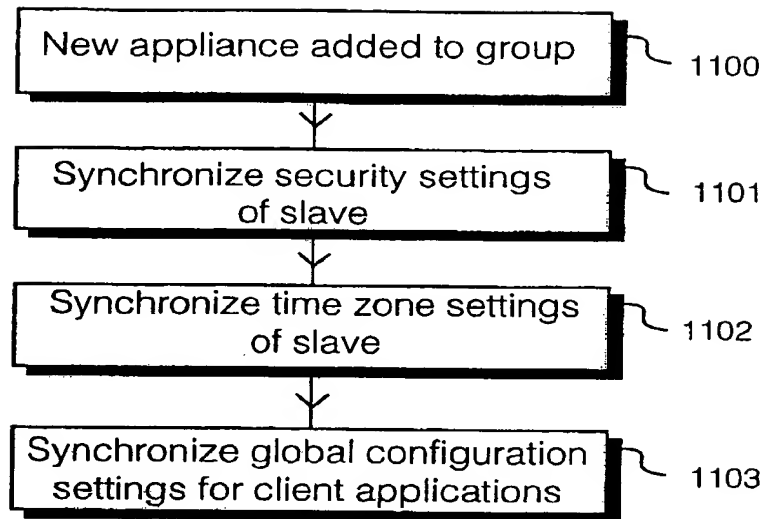 New appliance added to group
1100
Synchronize security settings
of slave
1101
Synchronize time zone settings
of slave
1102
Synchronize global configuration
settings for client applications
1103